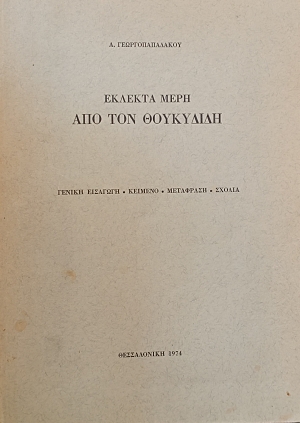 Α. ΓΕΩΡΓΟΠΑΠΑΔΑΚΟΥ
ΕΚΛΕΚΤΑ ΜΕΡΗ
ΑΠΟ ΤΟΝ ΘΟΥΚΥΔΙΔΗ
ΓΕΝΙΚΗ ΕΙΣΑΓΩΓΗ • ΚΕΙΜΕΝΟ • ΜΕΤΑΦΡΑΣΗ • ΣΧΟΛΙΑ
ΘΕΣΣΑΛΟΝΙΚΗ 1974